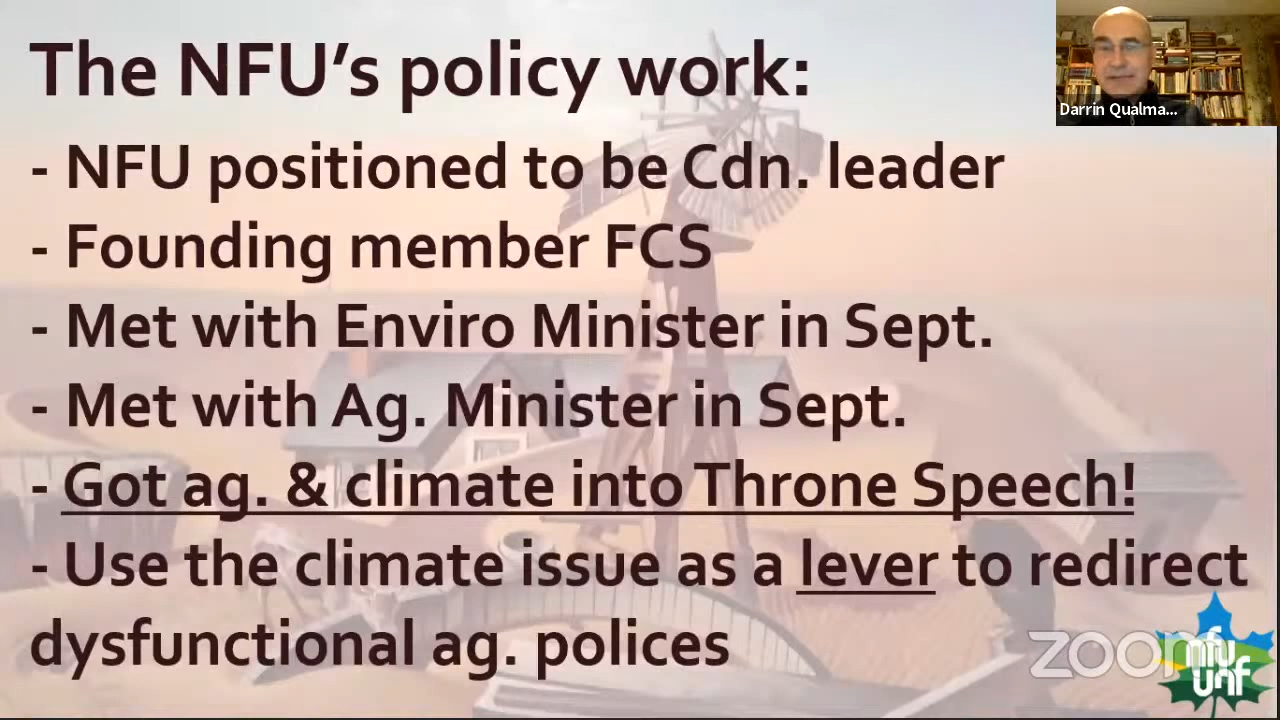 The NFU's policy work:
- NFU positioned to be Cdn. leader
- Founding member FCS
- Met with Enviro Minister in Sept.
- Met with Ag. Minister in Sept.
- Got ag. & climate into Throne Speech!
- Use the climate issue as a lever to redirect
dysfunctional ag. polices
Darrin Qualma...
zoom
nfu
unf